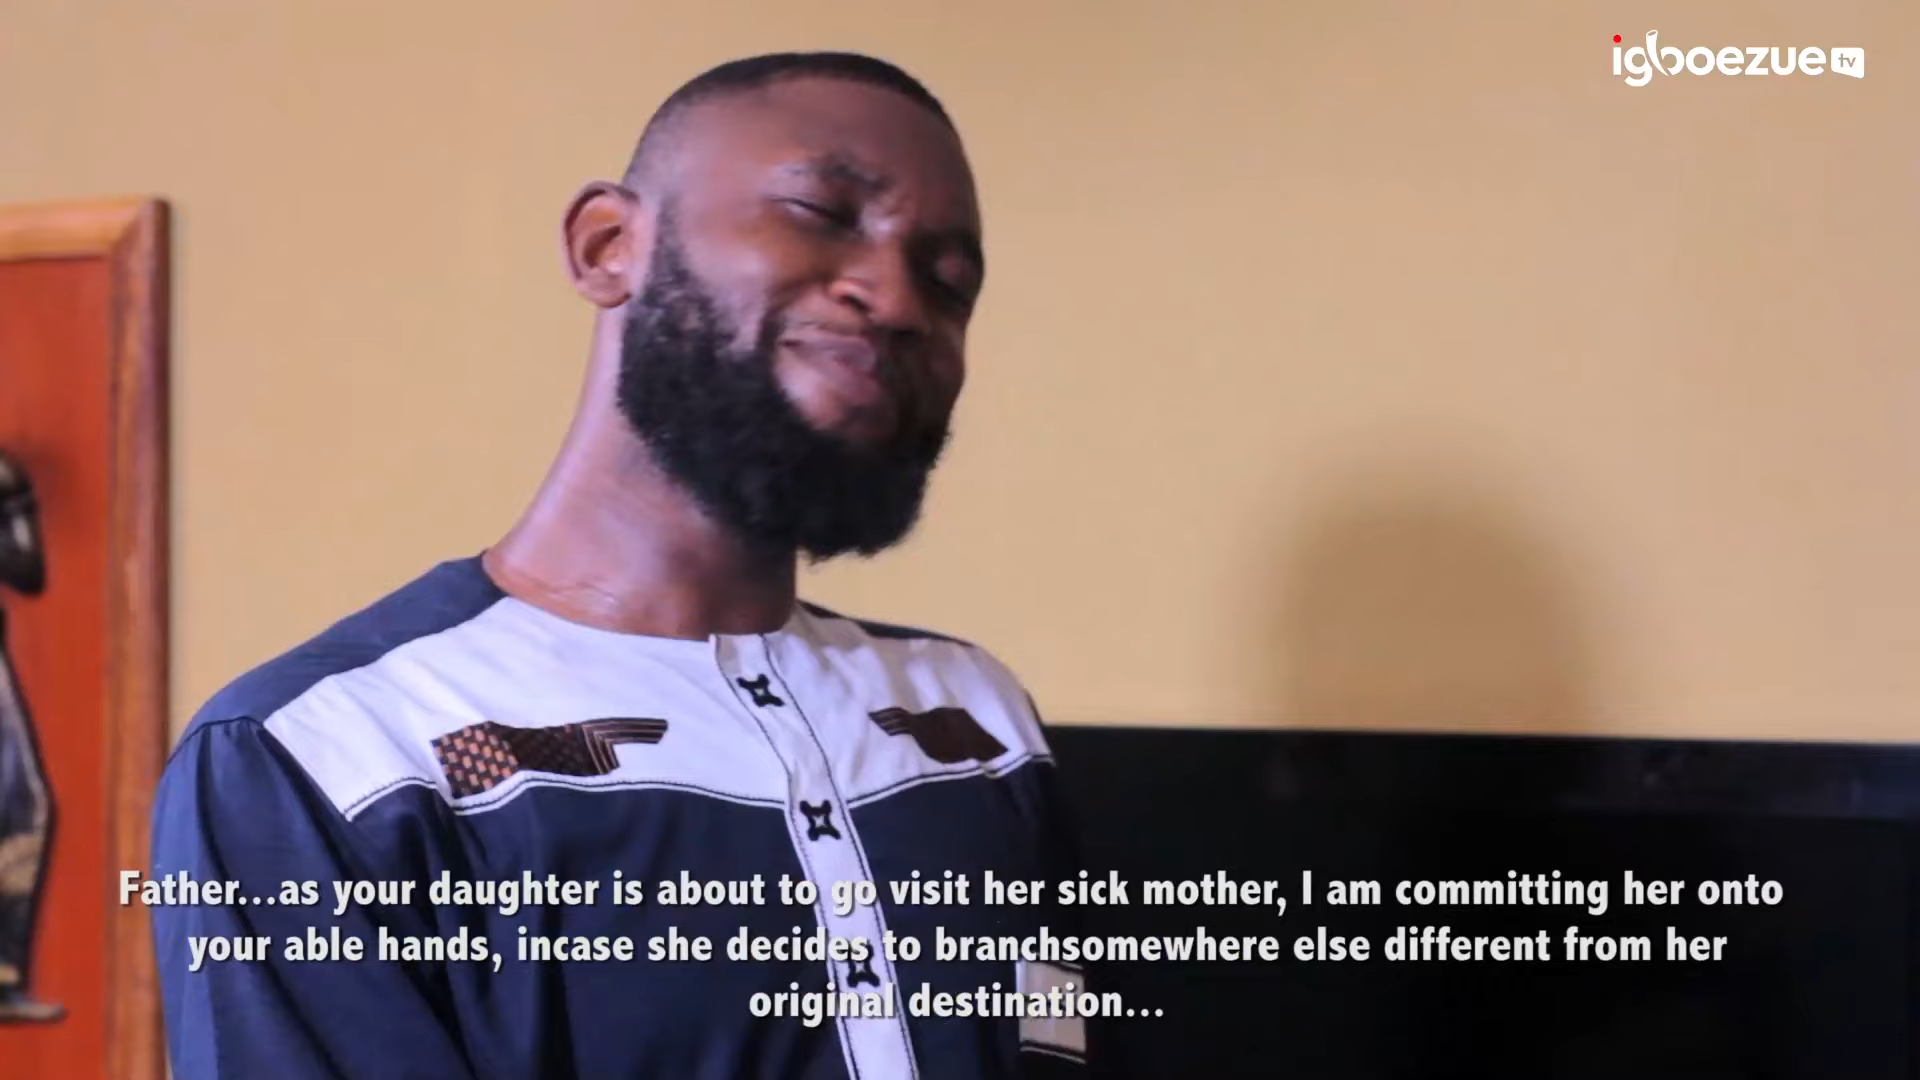 igboezue tv
Father...as your daughter is about to go visit her sick mother, I am committing her onto
your able hands, incase she decides to branchsomewhere else different from her
original destination...